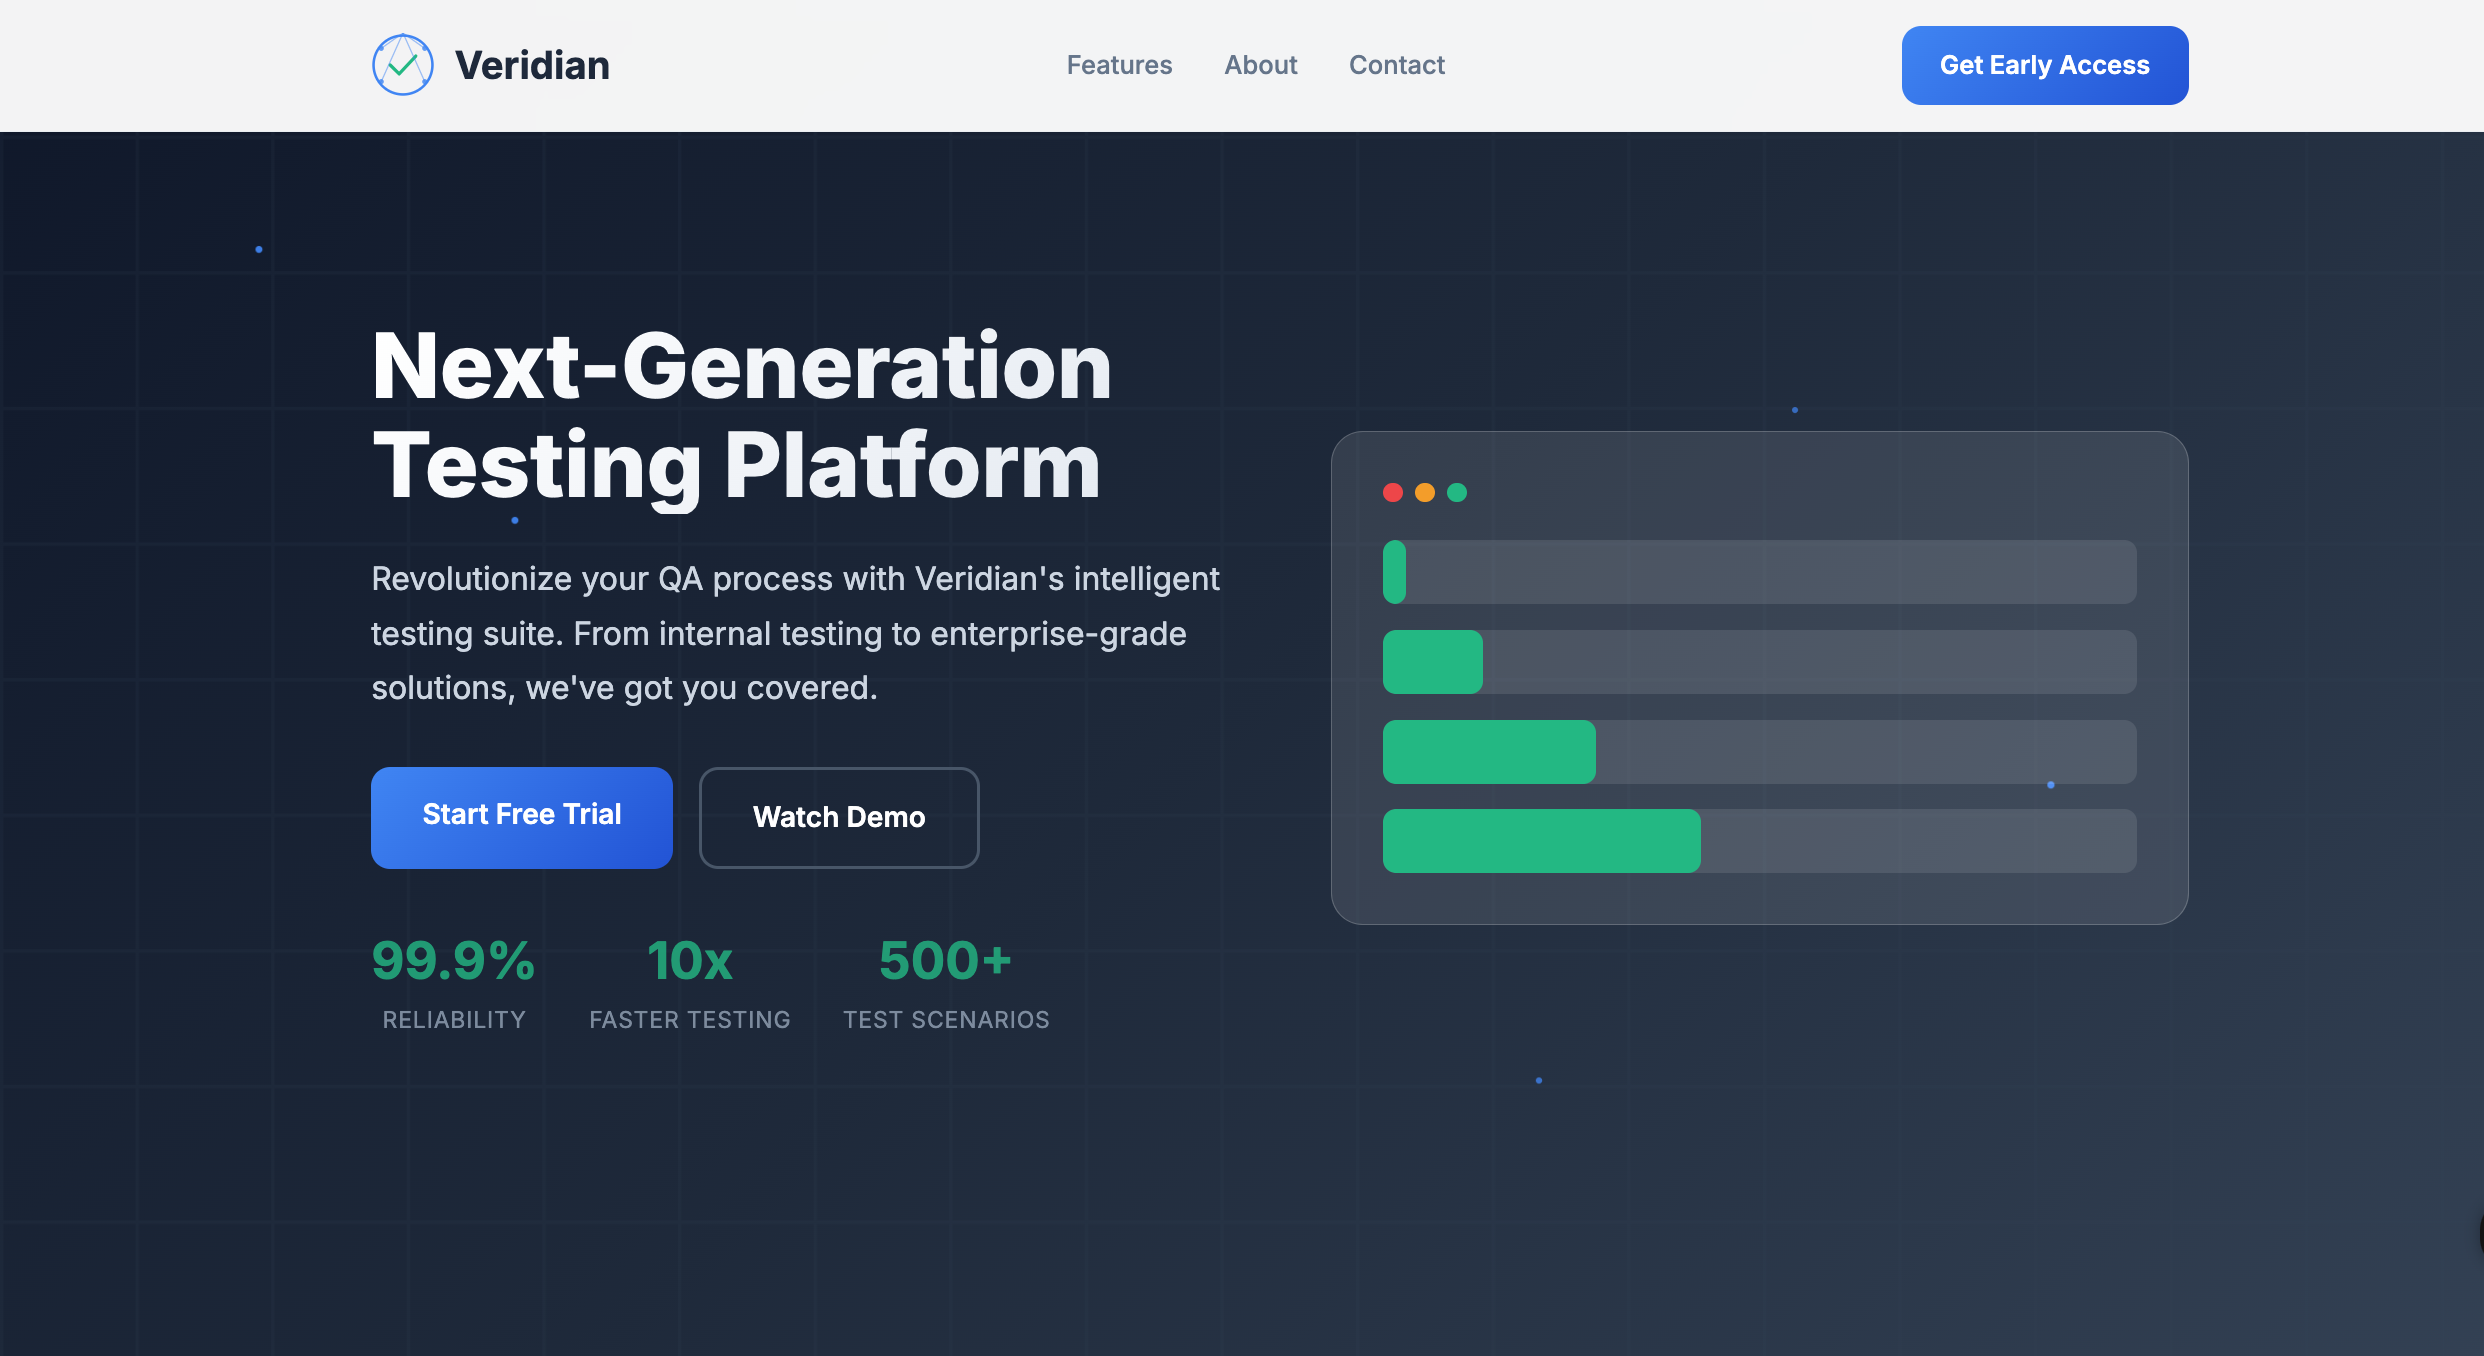 Veridian
Features
About
Contact
Get Early Access
Next-Generation
Testing Platform
Revolutionize your QA process with Veridian's intelligent
testing suite. From internal testing to enterprise-grade
solutions, we've got you covered.
Start Free Trial
Watch Demo
99.9%
RELIABILITY
10x
FASTER TESTING
500+
TEST SCENARIOS